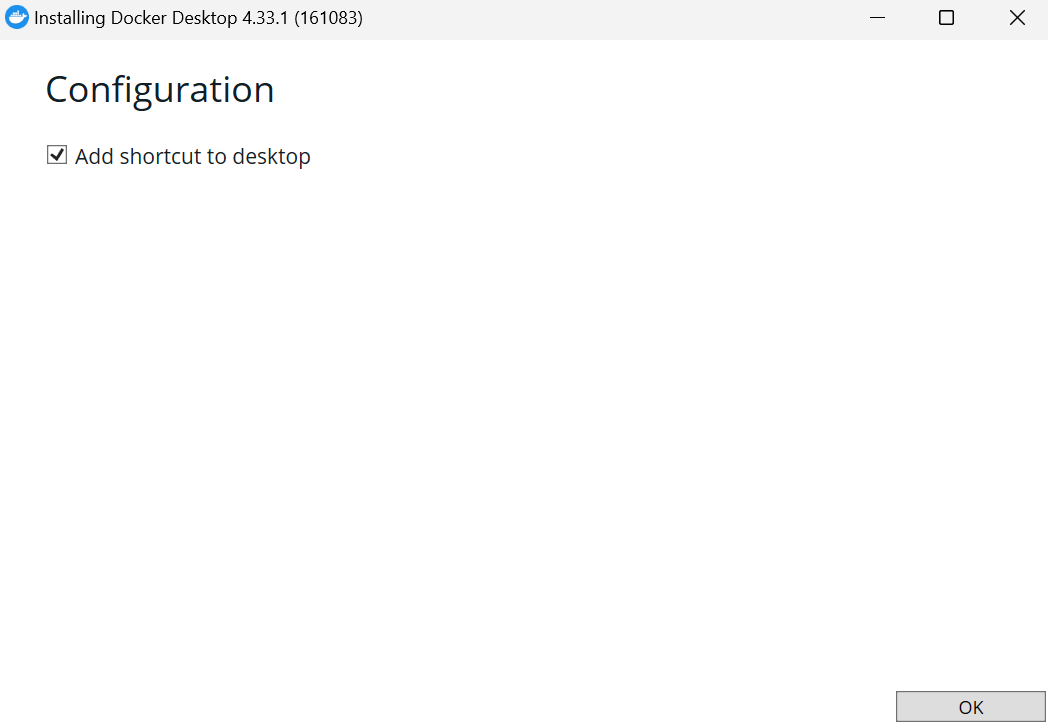 Installing Docker Desktop 4.33.1 (161083)
Configuration
Add shortcut to desktop
OK